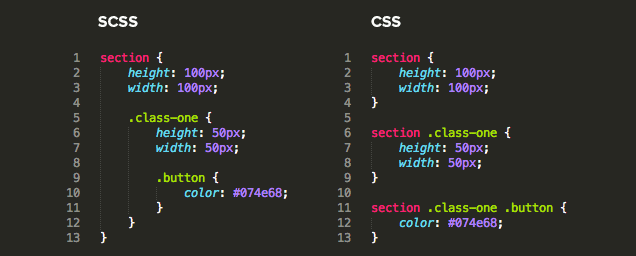 SCSS
1 section {
2 height: 100px;
3 width: 100px;
4
5 .class-one {
6 height: 50px;
7 width: 50px;
8
9 .button {
10 color: #074e68;
11 }
12 }
13 }
CSS
1 section {
2 height: 100px;
3 width: 100px;
4 }
5
6 section .class-one {
7 height: 50px;
8 width: 50px;
9 }
10
11 section .class-one .button {
12 color: #074e68;
13 }